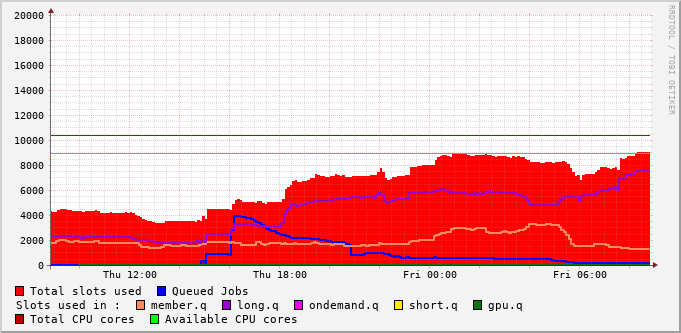 20000
18000
16000
14000
12000
10000
8000
6000
4000
2000
0
Thu 12:00 Thu 18:00 Fri 00:00 Fri 06:00
RRDTOOL / TOBI OETIKER
Total slots used Queued Jobs
Slots used in : member.q long.q ondemand.q short.q gpu.q
Total CPU cores Available CPU cores